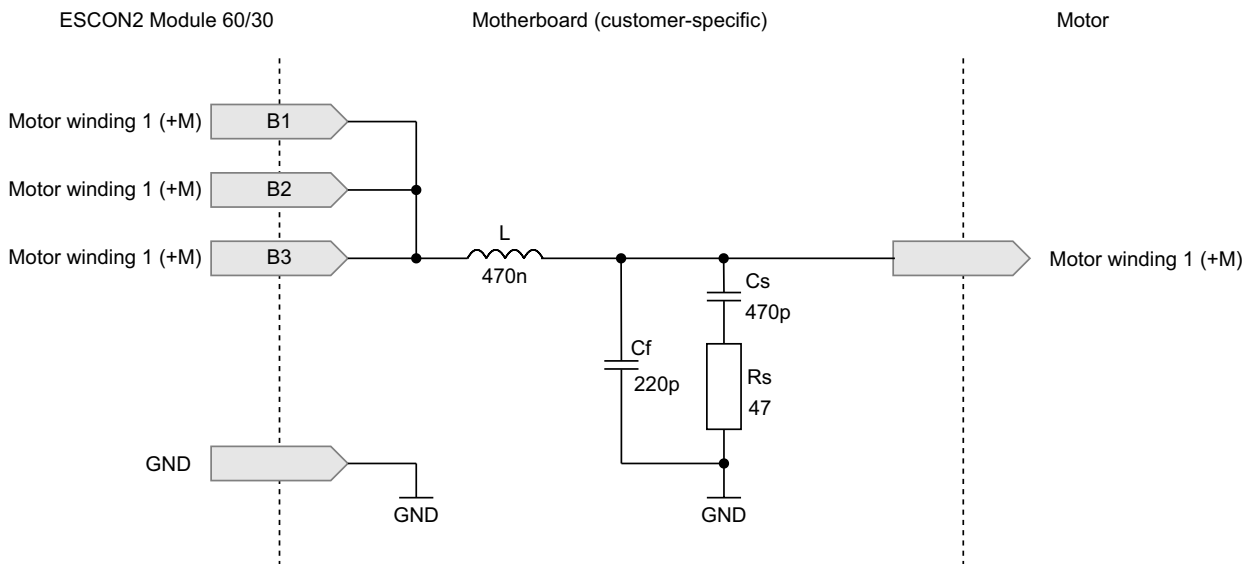 ESCON2 Module 60/30
Motherboard (customer-specific)
Motor
Motor winding 1 (+M)
B1
Motor winding 1 (+M)
B2
Motor winding 1 (+M)
B3
L
470n
Motor winding 1 (+M)
Cs
470p
Cf
220p
Rs
47
GND
GND
GND